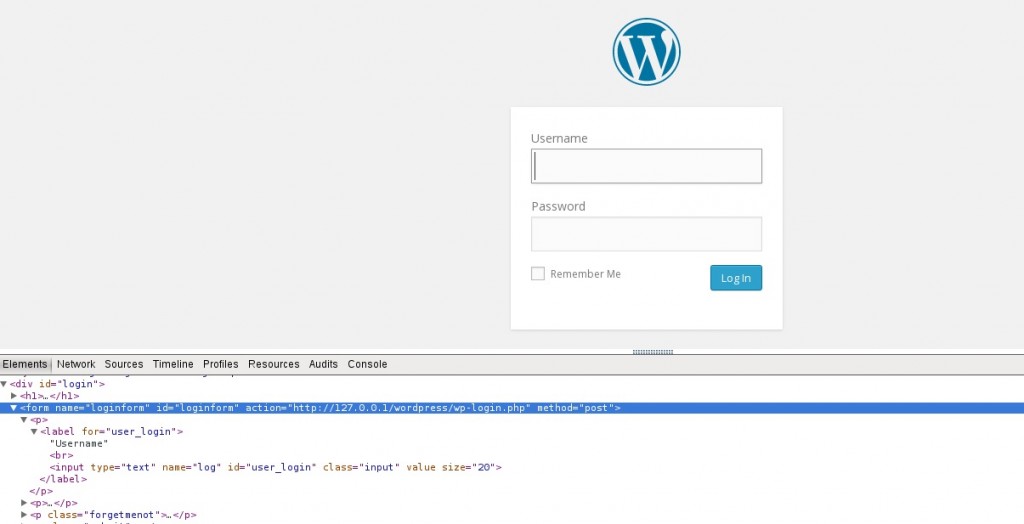 W
Username
Password
Remember Me
Log In
Elements Network Sources Timeline Profiles Resources Audits Console
<div id="login">
<h1>…</h1>
<form name="loginform" id="loginform" action="http://127.0.0.1/wordpress/wp-login.php" method="post">
<p>
<label for="user_login">
"Username"
<br>
<input type="text" name="log" id="user_login" class="input" value size="20">
</label>
</p>
<p>…</p>
<p class="forgetmenot">…</p>